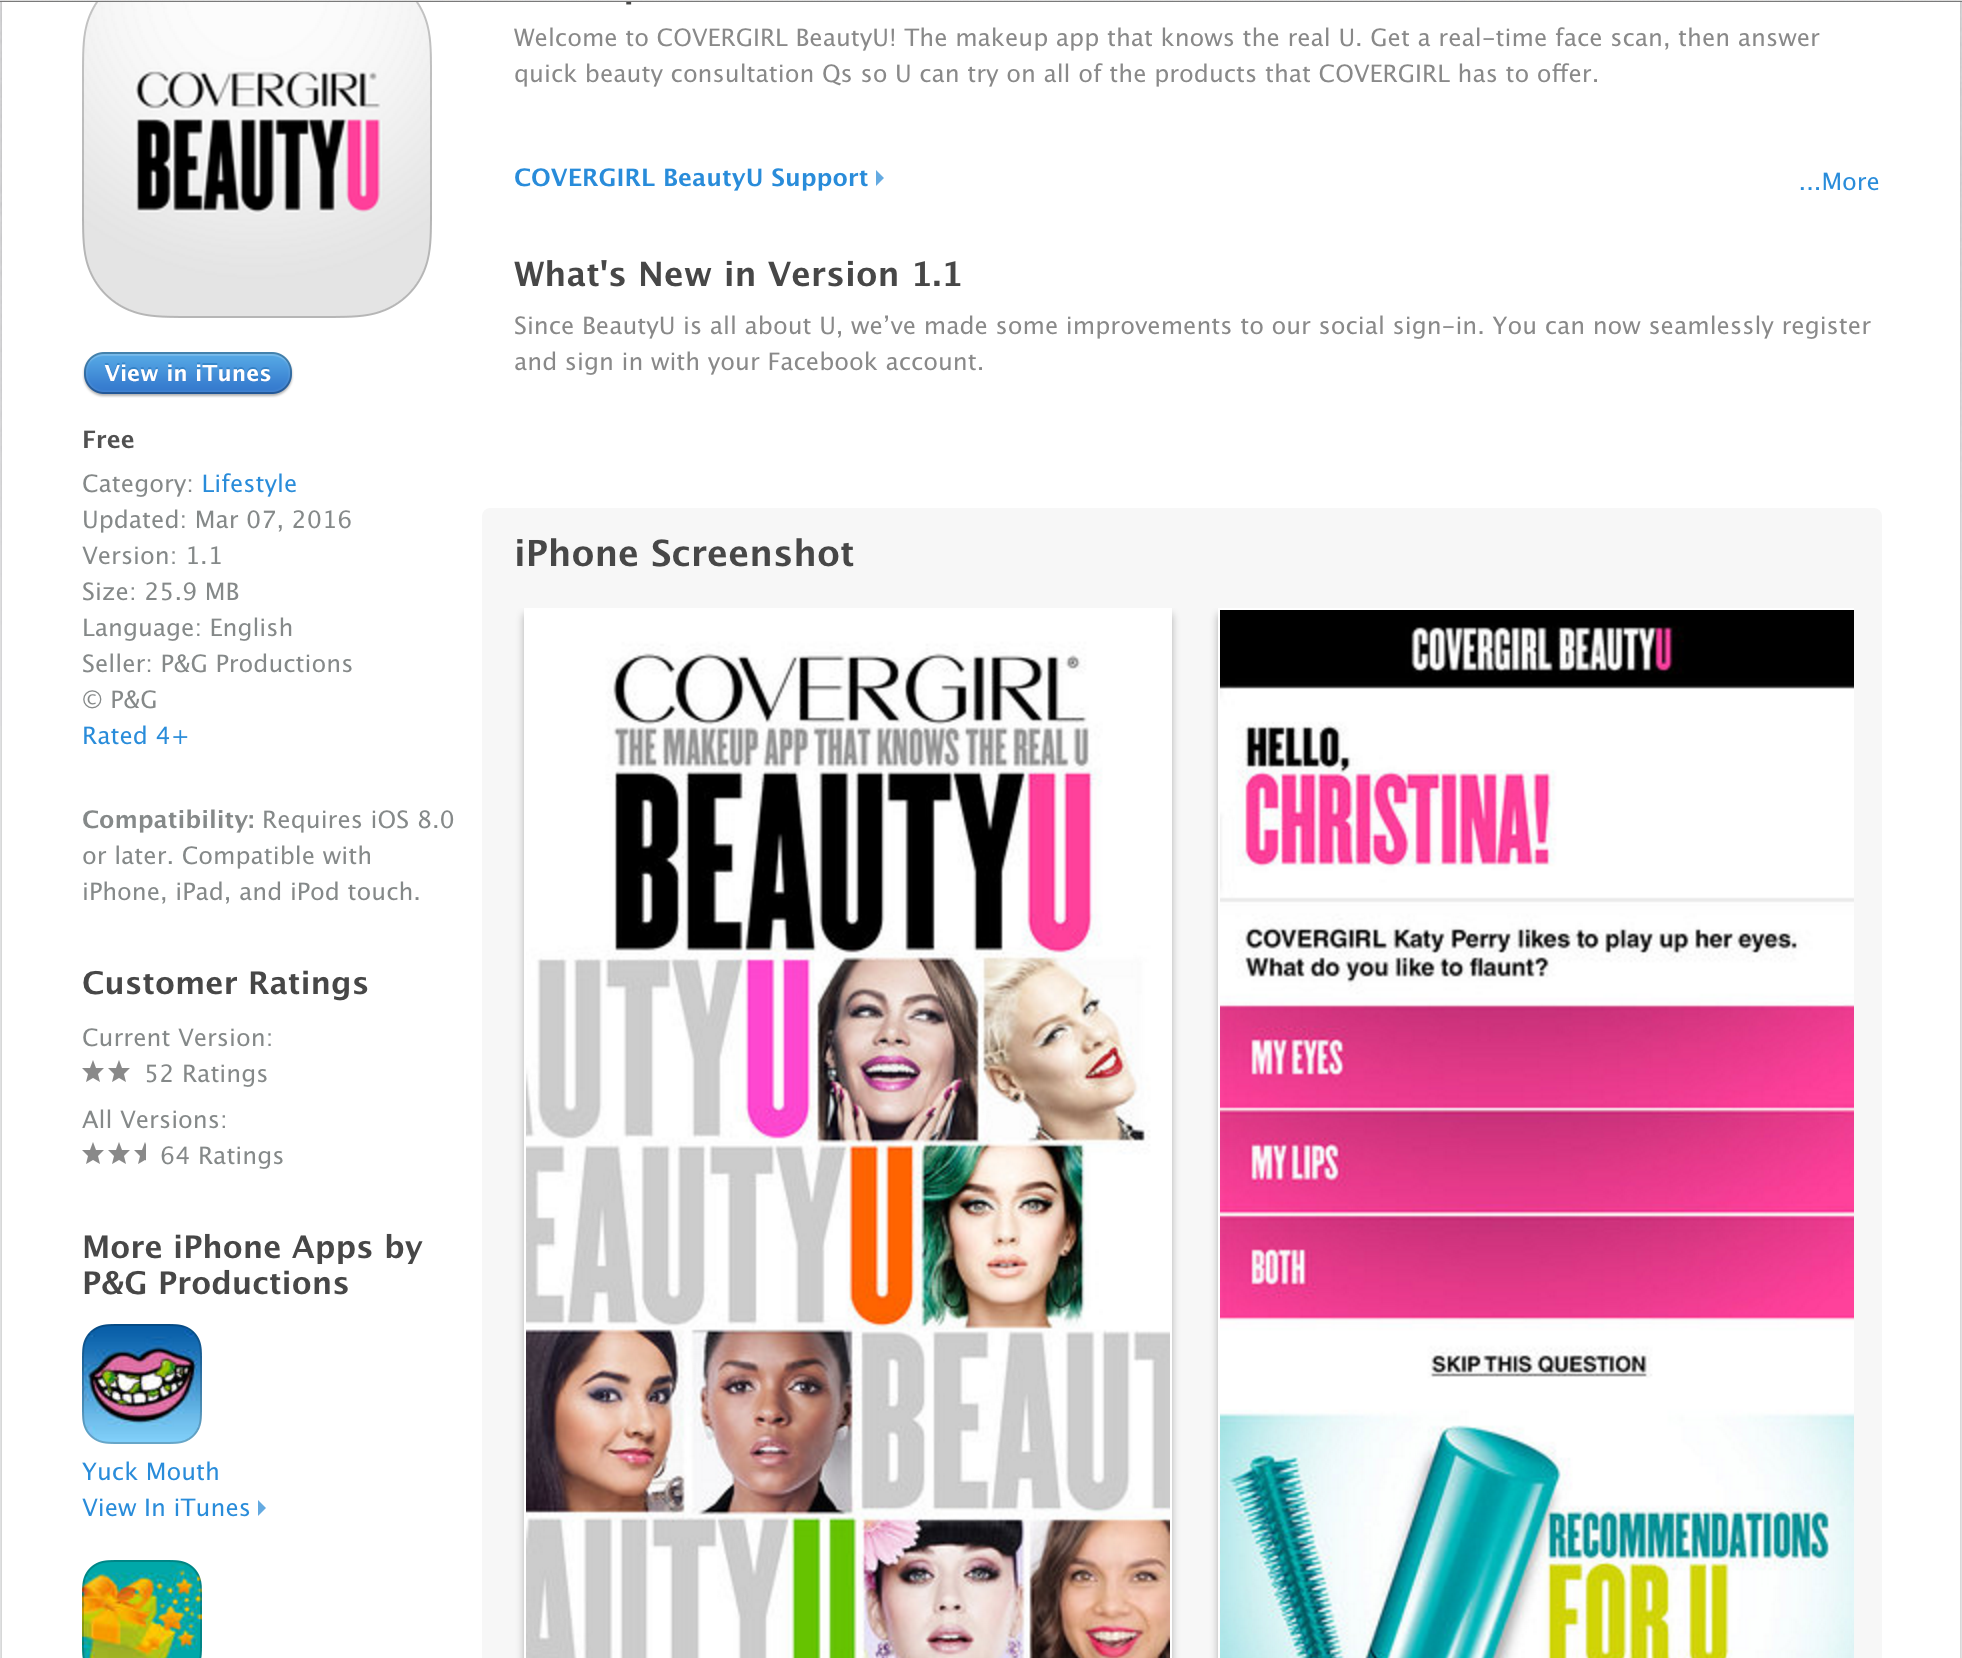 COVERGIRL
BEAUTYU
View in iTunes
Free
Category: Lifestyle
Updated: Mar 07, 2016
Version: 1.1
Size: 25.9 MB
Language: English
Seller: P&G Productions
© P&G
Rated 4+
Compatibility: Requires iOS 8.0
or later. Compatible with
iPhone, iPad, and iPod touch.
Customer Ratings
Current Version:
52 Ratings
All Versions:
64 Ratings
More iPhone Apps by
P&G Productions
Yuck Mouth
View In iTunes
Welcome to COVERGIRL BeautyU! The makeup app that knows the real U. Get a real-time face scan, then answer
quick beauty consultation Qs so U can try on all of the products that COVERGIRL has to offer.
COVERGIRL BeautyU Support
...More
What's New in Version 1.1
Since BeautyU is all about U, we’ve made some improvements to our social sign-in. You can now seamlessly register
and sign in with your Facebook account.
iPhone Screenshot
COVERGIRL®
THE MAKEUP APP THAT KNOWS THE REAL U
BEAUTYU
AUTYU
EAUTYU
BEAUT
AUTYU
COVERGIRL BEAUTYU
HELLO,
CHRISTINA!
COVERGIRL Katy Perry likes to play up her eyes.
What do you like to flaunt?
MY EYES
MY LIPS
BOTH
SKIP THIS QUESTION
RECOMMENDATIONS
FOR U